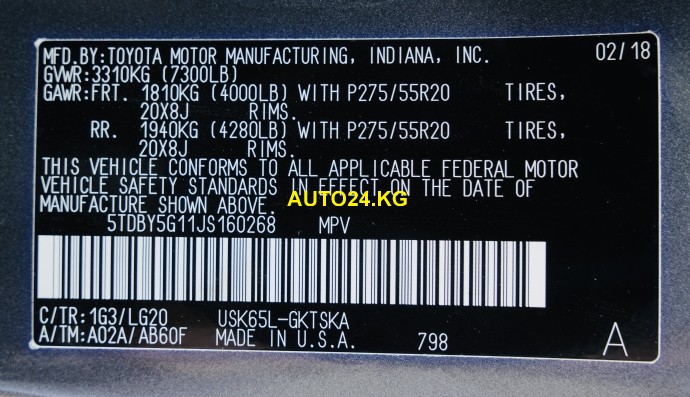 MFD.BY:TOYOTA MOTOR MANUFACTURING, INDIANA, INC. 02/18
GVWR:3310KG (7300LB)
GAWR:FRT. 1810KG (4000LB) WITH P275/55R20 TIRES,
20X8J RIMS.
RR. 1940KG (4280LB) WITH P275/55R20 TIRES,
20X8J RIMS.
THIS VEHICLE CONFORMS TO ALL APPLICABLE FEDERAL MOTOR
VEHICLE SAFETY STANDARDS IN EFFECT ON THE DATE OF
MANUFACTURE SHOWN ABOVE.
AUTO24.KG
5TDBY5G11JS160268 MPV
C/TR:1G3/LG20 USK65L-GKTSKA
A/TM:A02A/AB60F MADE IN U.S.A. 798 A